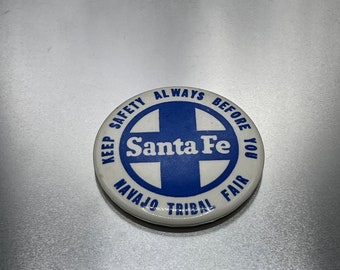 KEEP SAFETY ALWAYS BEFORE YOU
Santa Fe
NAVAJO TRIBAL FAIR